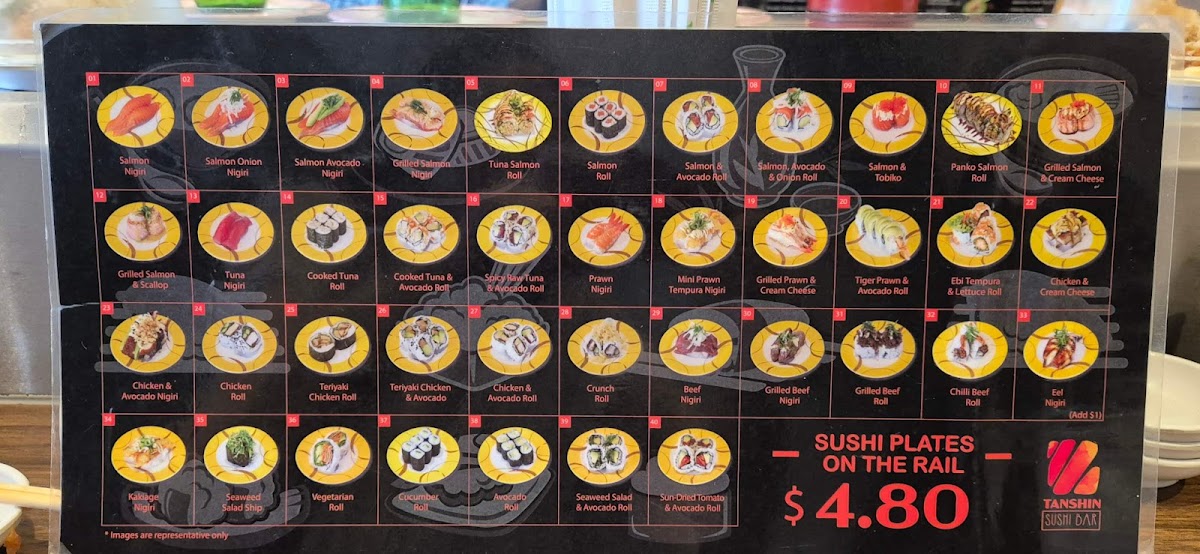 01 02 03 04 05 06 07 08 09 10 11
Salmon Salmon Onion Salmon Avocado Grilled Salmon Tuna Salmon Salmon Salmon & Salmon, Avocado Salmon & Panko Salmon Grilled Salmon
Nigiri Nigiri Nigiri Nigiri Roll Roll Avocado Roll & Onion Roll Tobiko Roll & Cream Cheese
12 13 14 15 16 17 18 19 20 21 22
Grilled Salmon Tuna Cooked Tuna Cooked Tuna & Spicy Raw Tuna Prawn Mini Prawn Grilled Prawn & Tiger Prawn & Ebi Tempura Chicken &
& Scallop Nigiri Roll Avocado Roll & Avocado Roll Nigiri Tempura Nigiri Cream Cheese Avocado Roll & Lettuce Roll Cream Cheese
23 24 25 26 27 28 29 30 31 32 33
Chicken & Chicken Teriyaki Teriyaki Chicken Chicken & Crunch Beef Grilled Beef Grilled Beef Chilli Beef Eel
Avocado Nigiri Roll Chicken Roll & Avocado Avocado Roll Roll Nigiri Nigiri Roll Roll Nigiri
(Add $1)
34 35 36 37 38 39 40
Kakiage Seaweed Vegetarian Cucumber Avocado Seaweed Salad Sun-Dried Tomato
Nigiri Salad Ship Roll Roll Roll & Avocado Roll & Avocado Roll
* Images are representative only
SUSHI PLATES
ON THE RAIL
$4.80
TANSHIN
SUSHI BAR